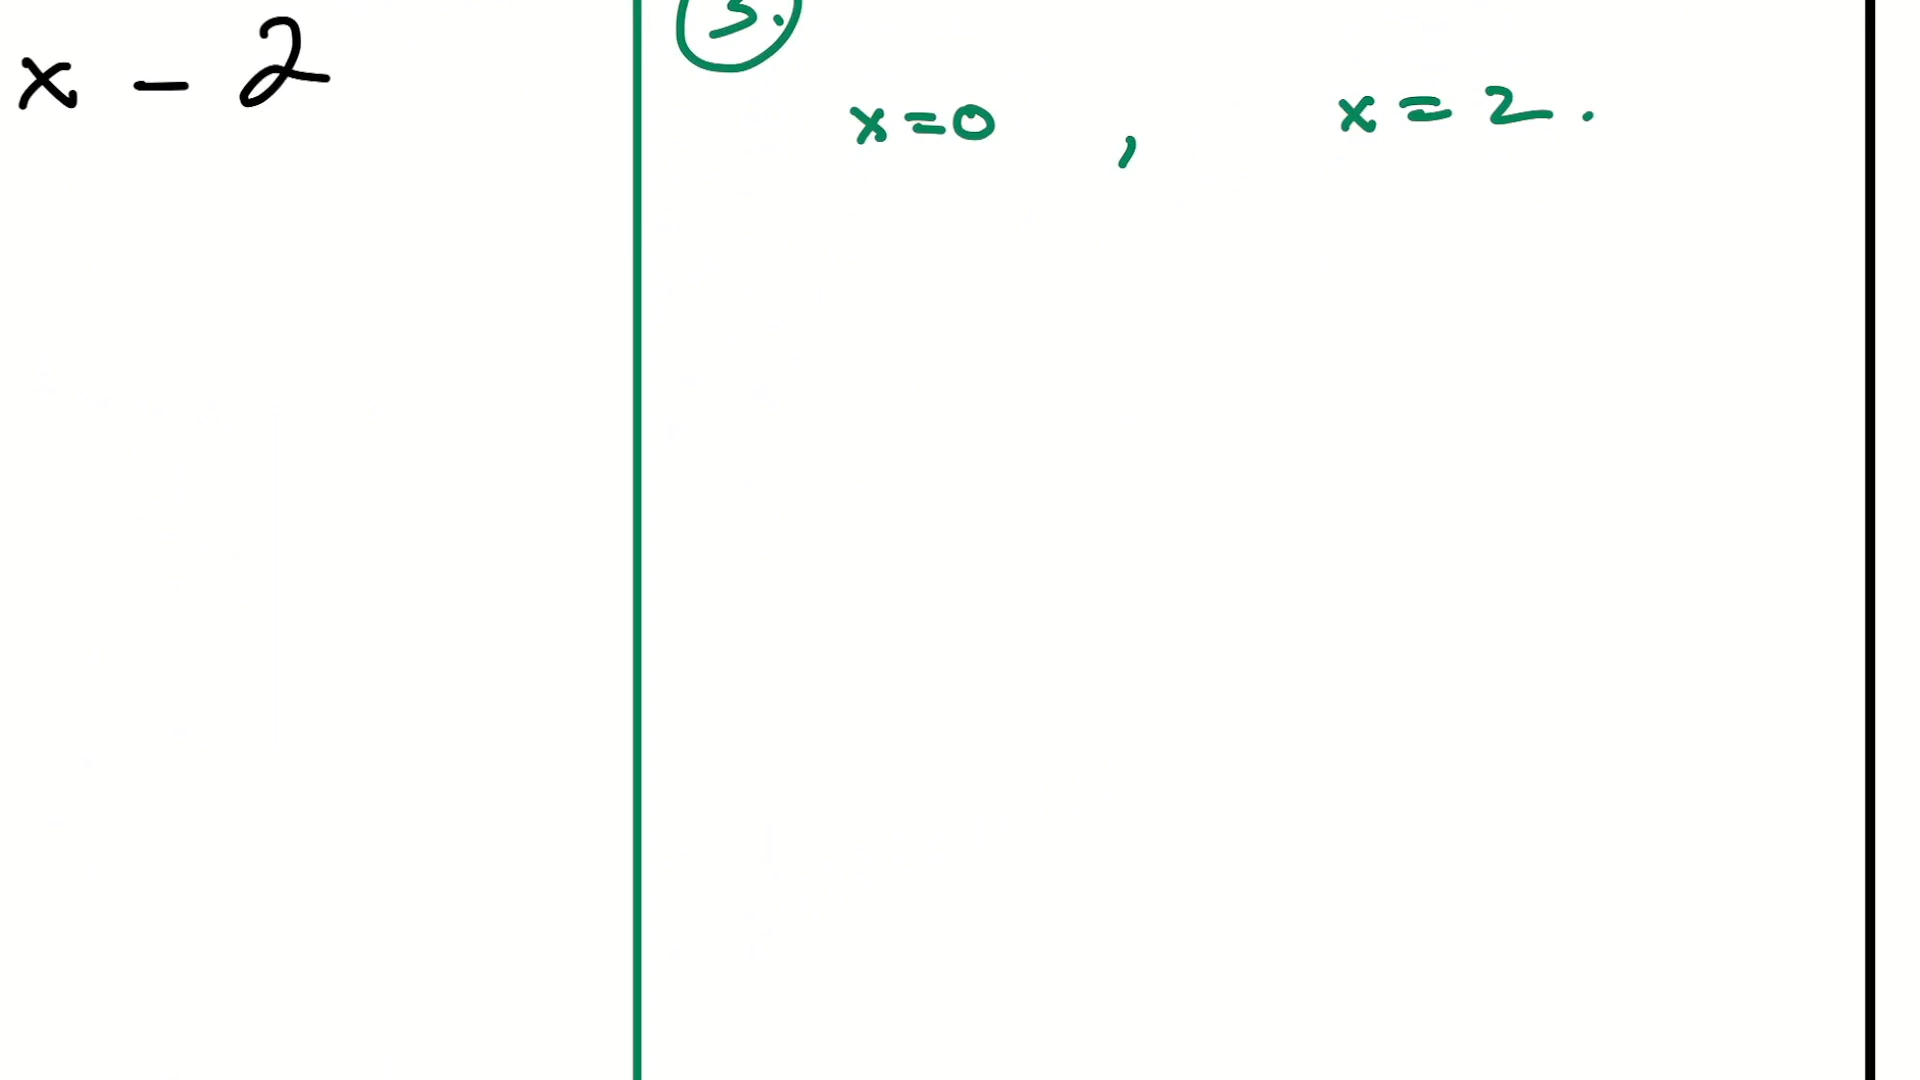 x - 2
3.
x = 0 , x = 2 .